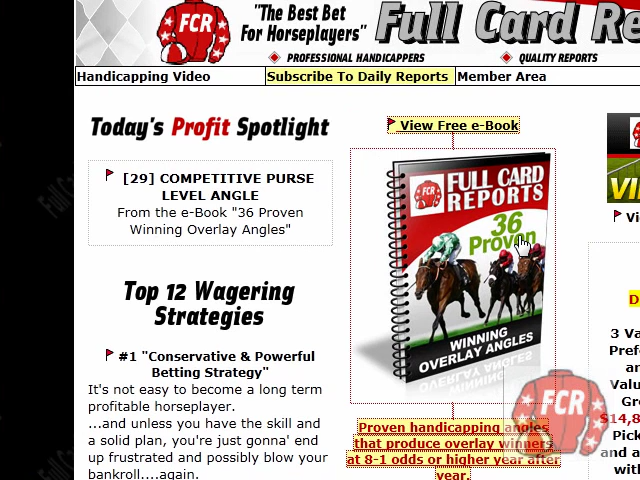 FCR
"The Best Bet
For Horseplayers"
Full Card Re
PROFESSIONAL HANDICAPPERS
QUALITY REPORTS
Handicapping Video
Subscribe To Daily Reports
Member Area
Today's Profit Spotlight
[29] COMPETITIVE PURSE
LEVEL ANGLE
From the e-Book "36 Proven
Winning Overlay Angles"
Top 12 Wagering
Strategies
#1 "Conservative & Powerful
Betting Strategy"
It's not easy to become a long term
profitable horseplayer.
...and unless you have the skill and
a solid plan, you're just gonna' end
up frustrated and possibly blow your
bankroll....again.
View Free e-Book
FCR
FULL CARD
REPORTS
36
Proven
WINNING
OVERLAY ANGLES
Proven handicapping angles
that produce overlay winners
at 8-1 odds or higher year after
year.
VI
Vi
D
3 Va
Pref
a
Valu
Gr
$14,8
Pick
and a
wit
FCR